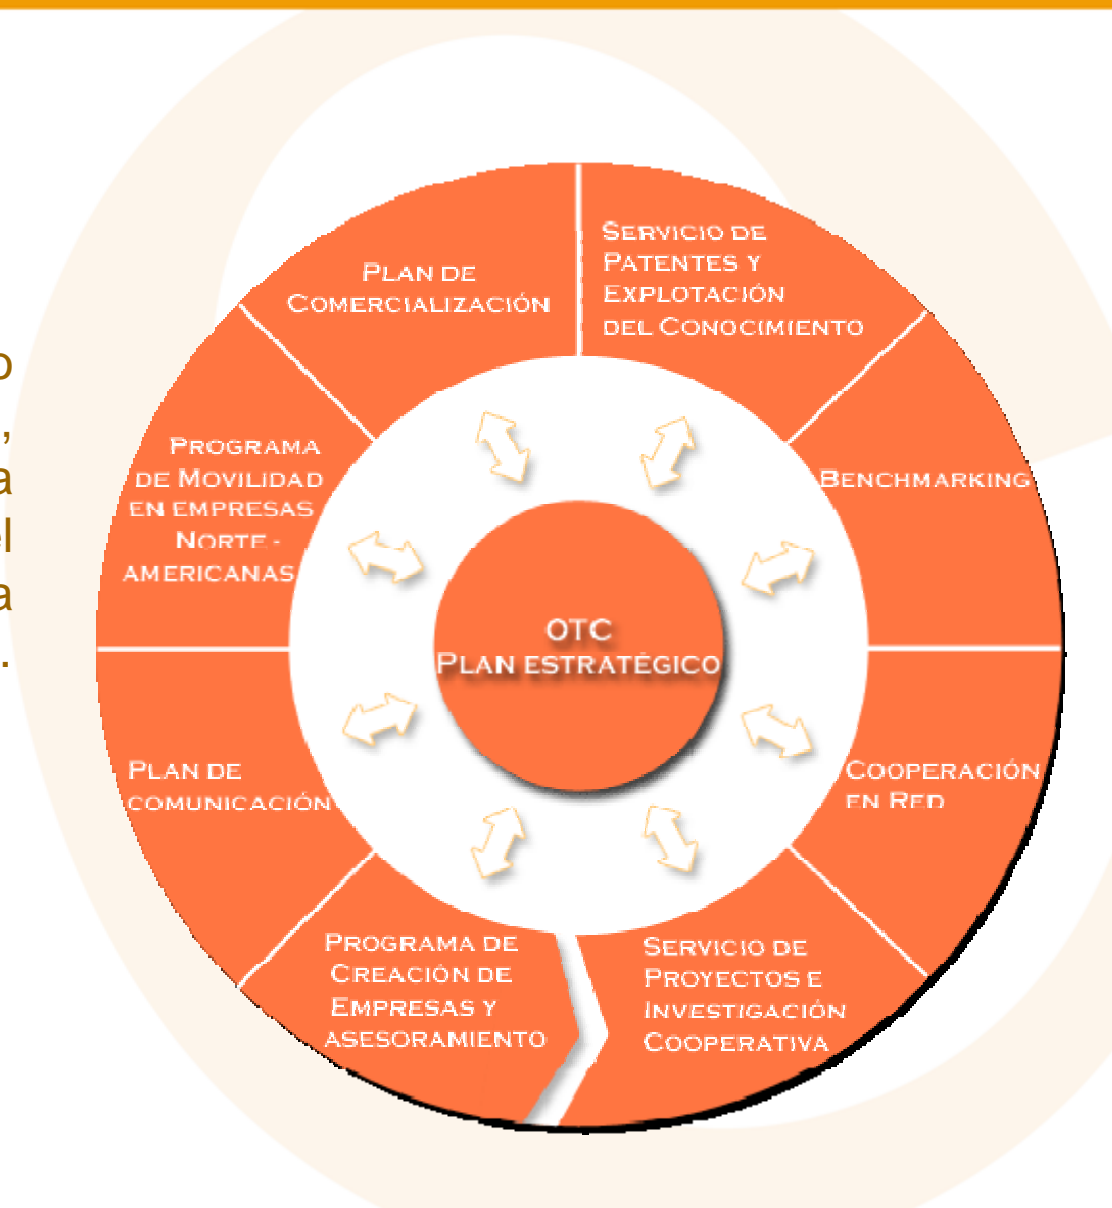 o
,
a
el
a
.
PLAN DE
COMERCIALIZACIÓN
SERVICIO DE
PATENTES Y
EXPLOTACIÓN
DEL CONOCIMIENTO
BENCHMARKING
COOPERACIÓN
EN RED
SERVICIO DE
PROYECTOS E
INVESTIGACIÓN
COOPERATIVA
PROGRAMA DE
CREACIÓN DE
EMPRESAS Y
ASESORAMIENTO
PLAN DE
COMUNICACIÓN
PROGRAMA
DE MOVILIDAD
EN EMPRESAS
NORTE -
AMERICANAS
OTC
PLAN ESTRATÉGICO